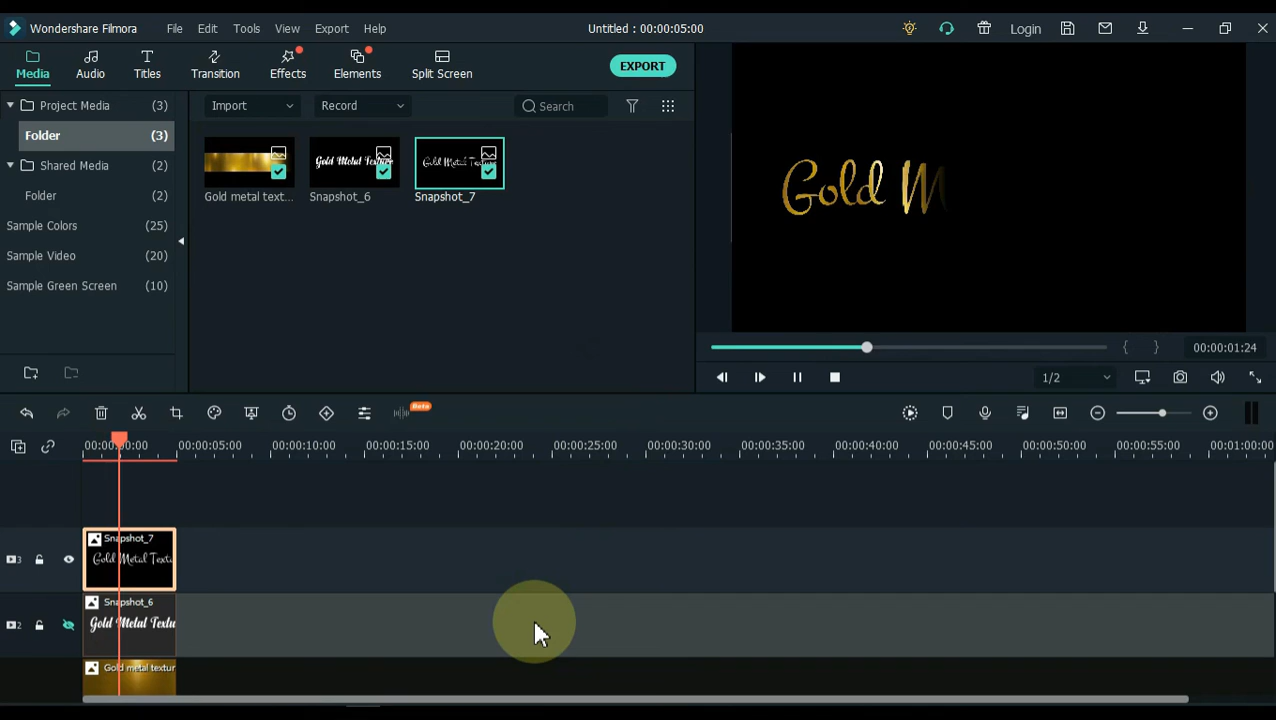 Wondershare Filmora File Edit Tools View Export Help Untitled : 00:00:05:00 Login
Media Audio Titles Transition Effects Elements Split Screen EXPORT
Project Media (3)
Folder (3)
Shared Media (2)
Folder (2)
Sample Colors (25)
Sample Video (20)
Sample Green Screen (10)
Import Record Search
Gold Metal Texture
Gold Metal Texture
Gold metal text... Snapshot_6 Snapshot_7
Gold M
00:00:01:24
1/2
Beta
00:00:00:00 00:00:05:00 00:00:10:00 00:00:15:00 00:00:20:00 00:00:25:00 00:00:30:00 00:00:35:00 00:00:40:00 00:00:45:00 00:00:50:00 00:00:55:00 00:01:00:00
Snapshot_7
3 Gold Metal Textu
Snapshot_6
2 Gold Metal Textu
Gold metal textur